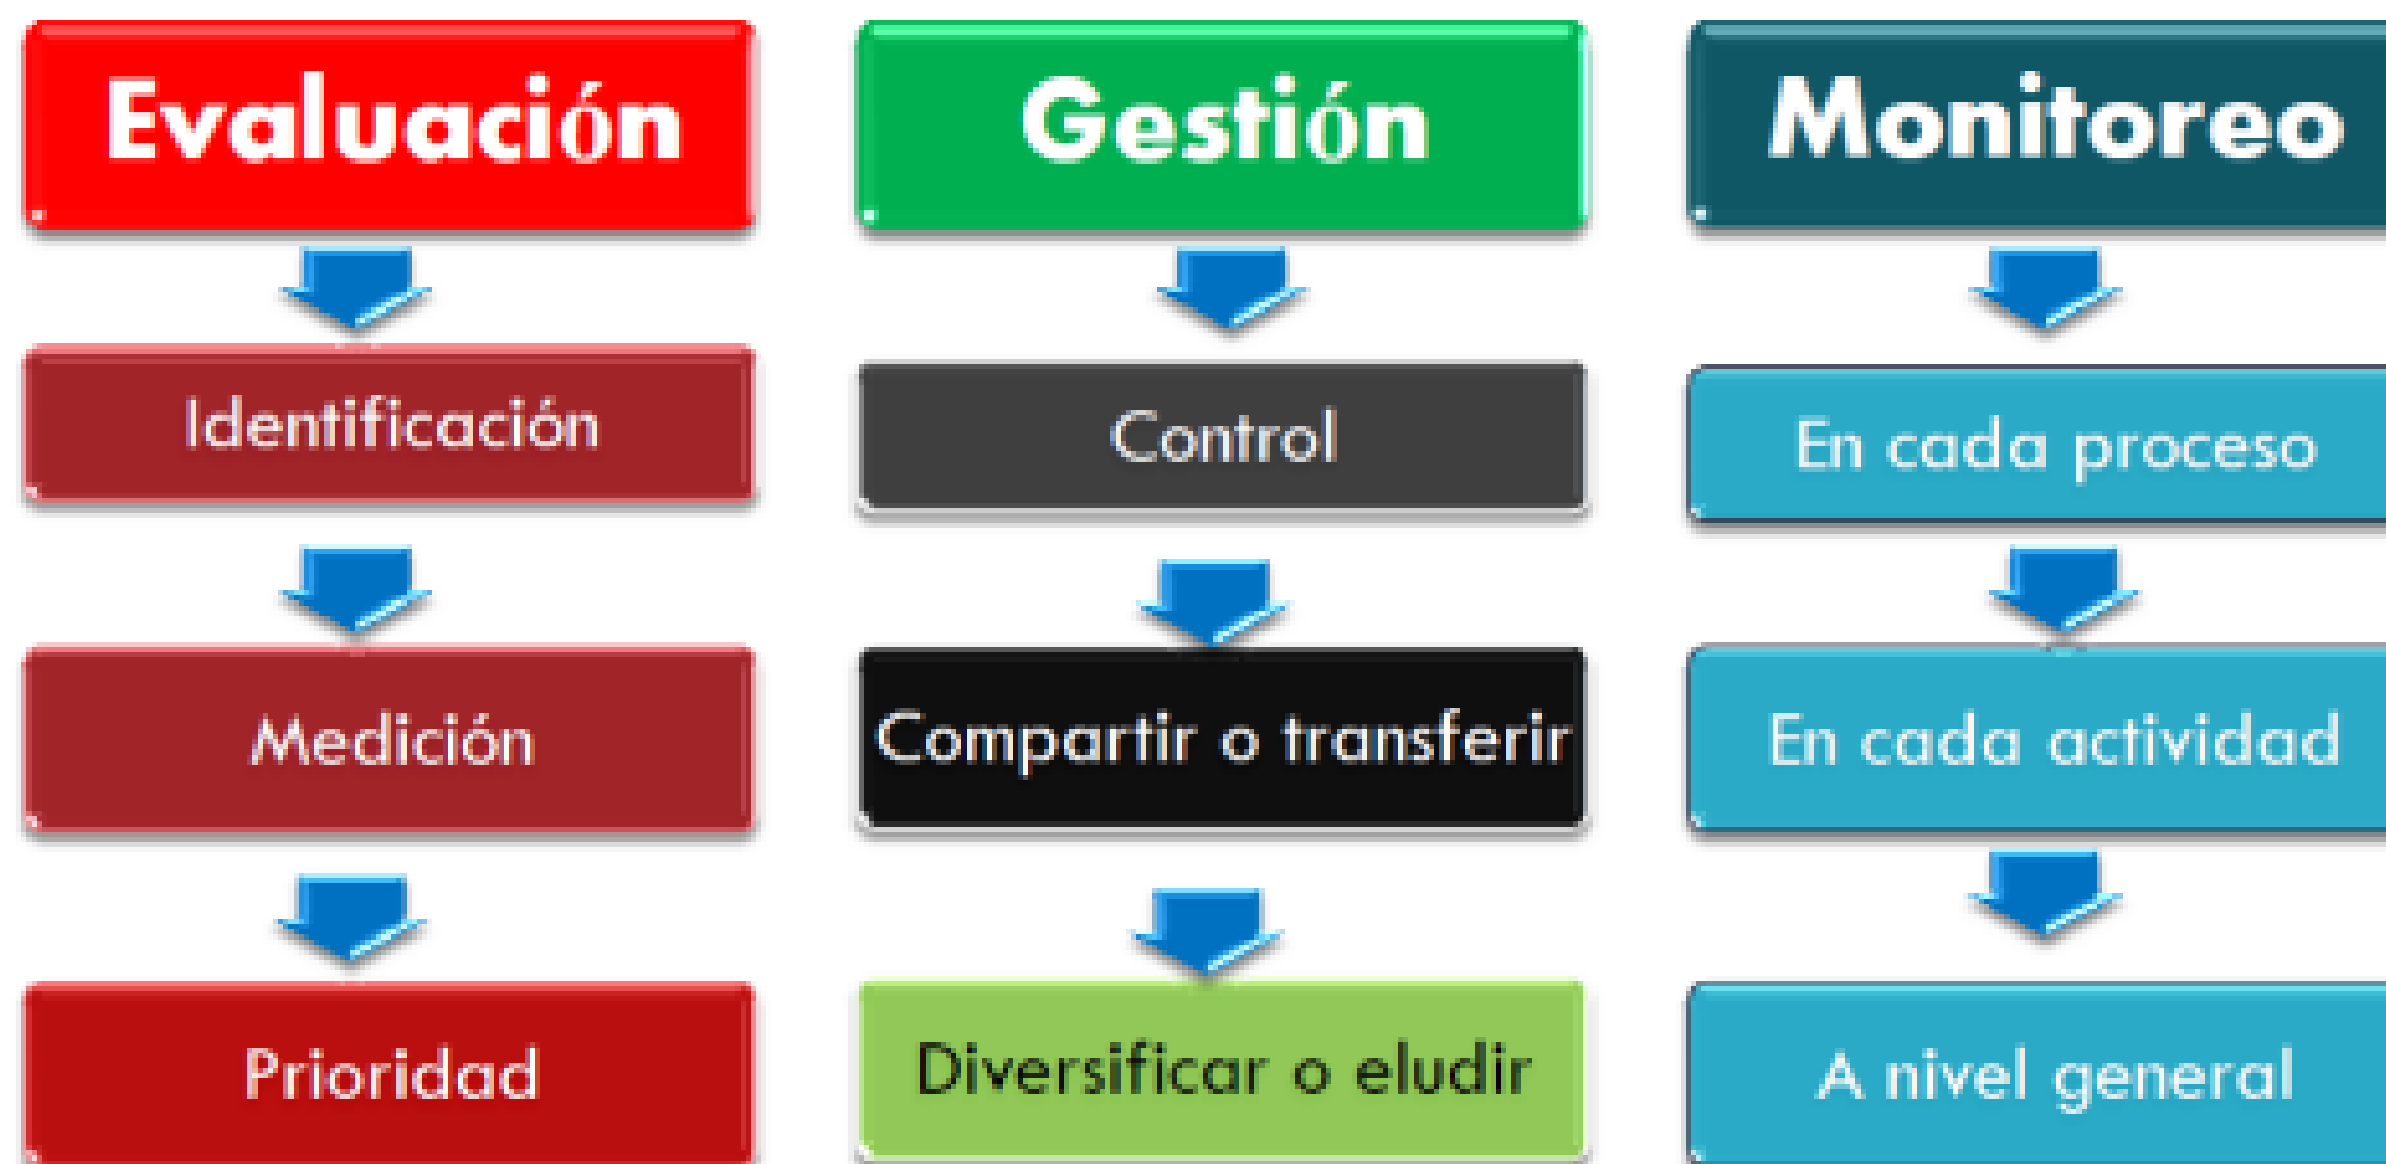 Evaluación
Gestión
Monitoreo
Identificación
Control
En cada proceso
Medición
Compartir o transferir
En cada actividad
Prioridad
Diversificar o eludir
A nivel general